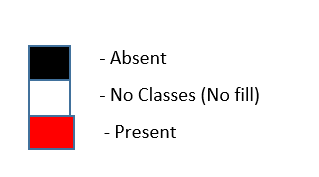 - Absent
- No Classes (No fill)
- Present